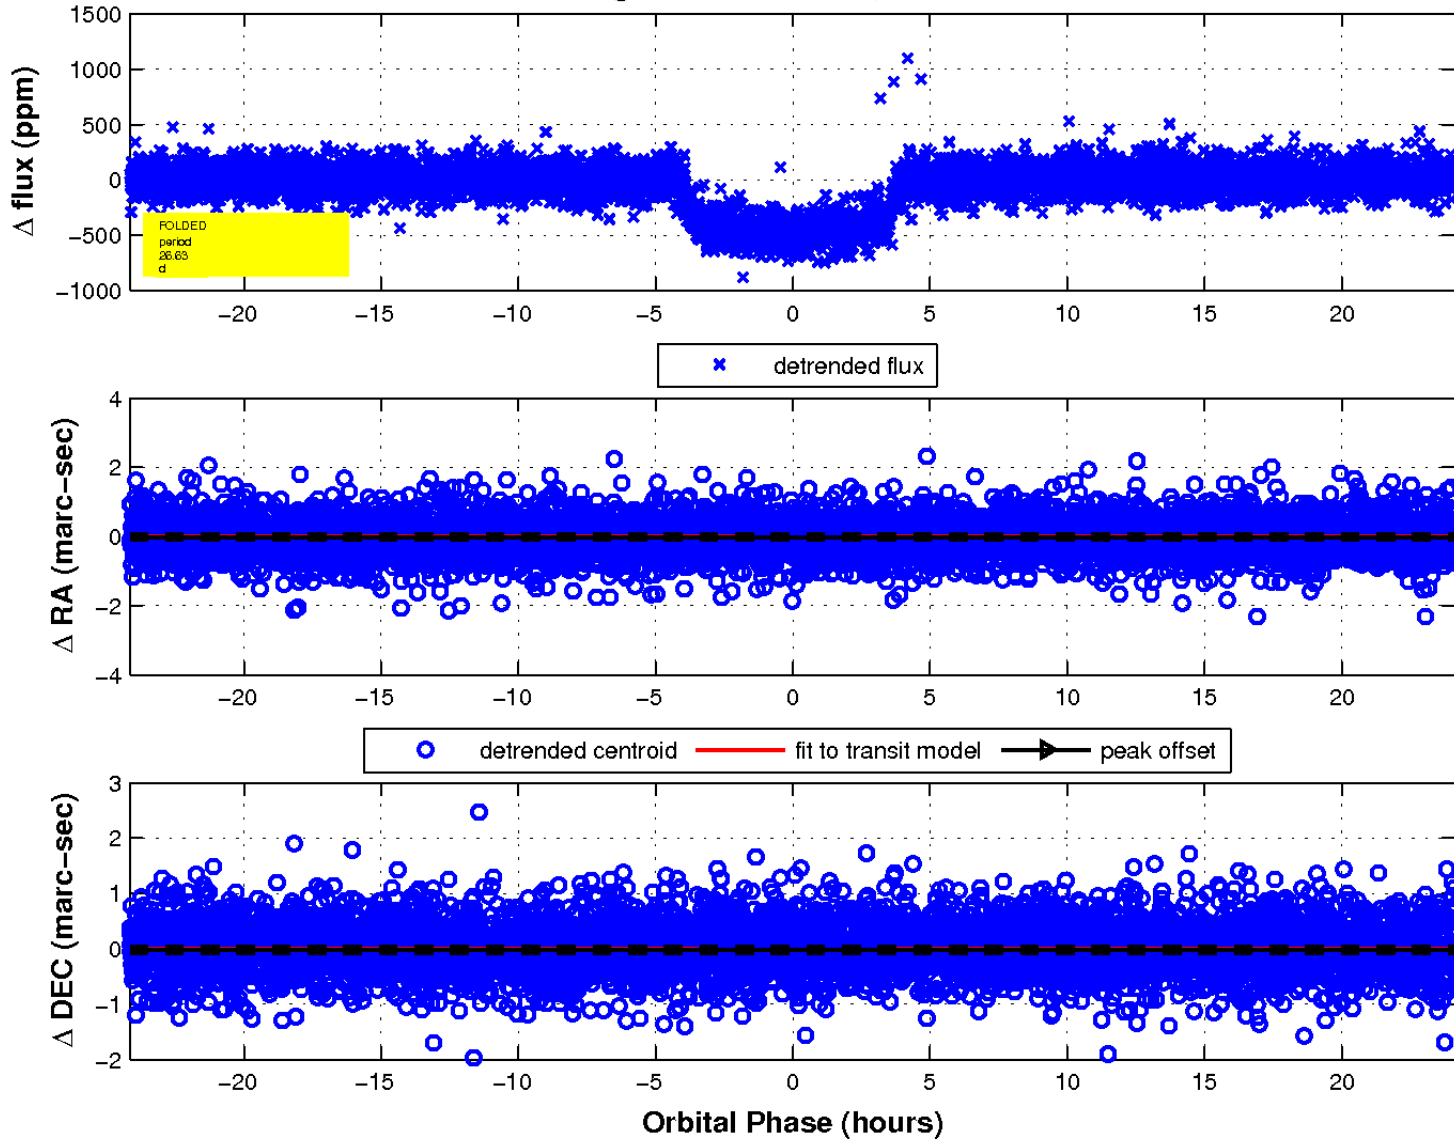 1500
1000
500
0
−500
−1000
Δ flux (ppm)
FOLDED
period
26.63
d
−20 −15 −10 −5 0 5 10 15 20
detrended flux
4
2
0
−2
−4
Δ RA (marc−sec)
−20 −15 −10 −5 0 5 10 15 20
detrended centroid fit to transit model peak offset
3
2
1
0
−1
−2
Δ DEC (marc−sec)
−20 −15 −10 −5 0 5 10 15 20
Orbital Phase (hours)